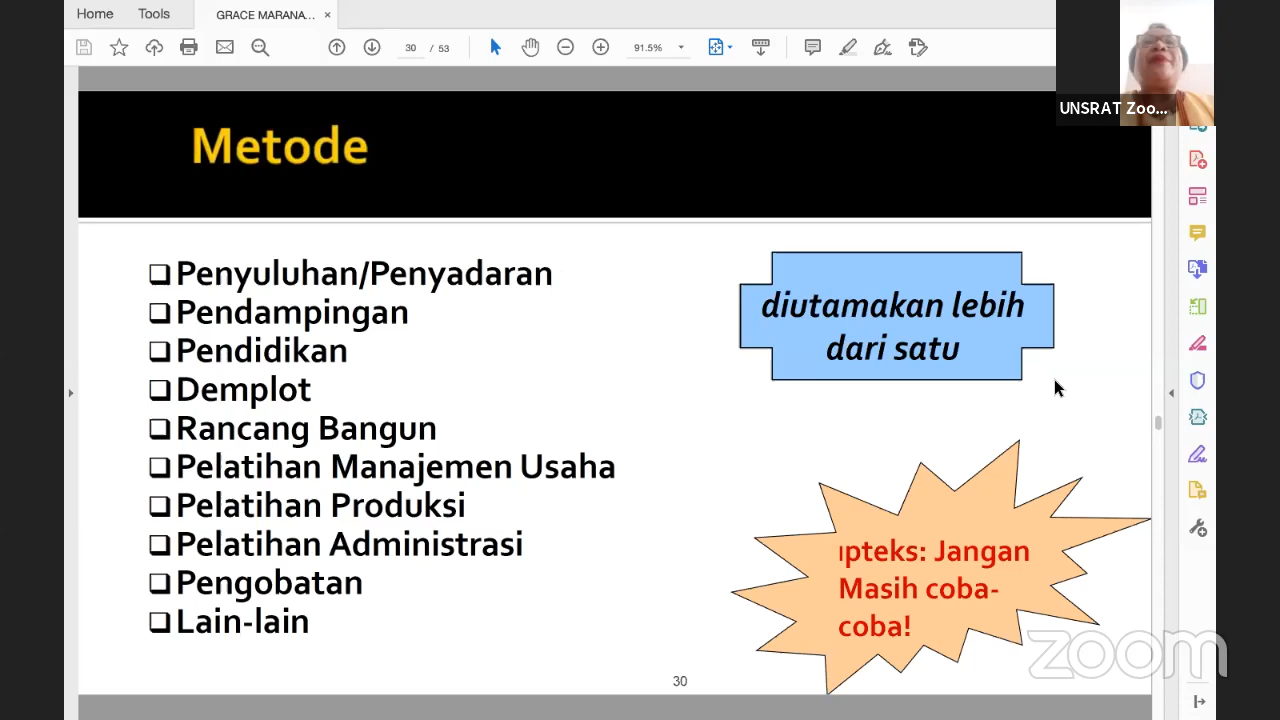 Home Tools GRACE MARANA... ×
30 / 53 91.5%
UNSRAT Zoo...
Metode
Penyuluhan/Penyadaran
Pendampingan
Pendidikan
Demplot
Rancang Bangun
Pelatihan Manajemen Usaha
Pelatihan Produksi
Pelatihan Administrasi
Pengobatan
Lain-lain
diutamakan lebih
dari satu
Ipteks: Jangan
Masih coba-
coba!
zoom
30